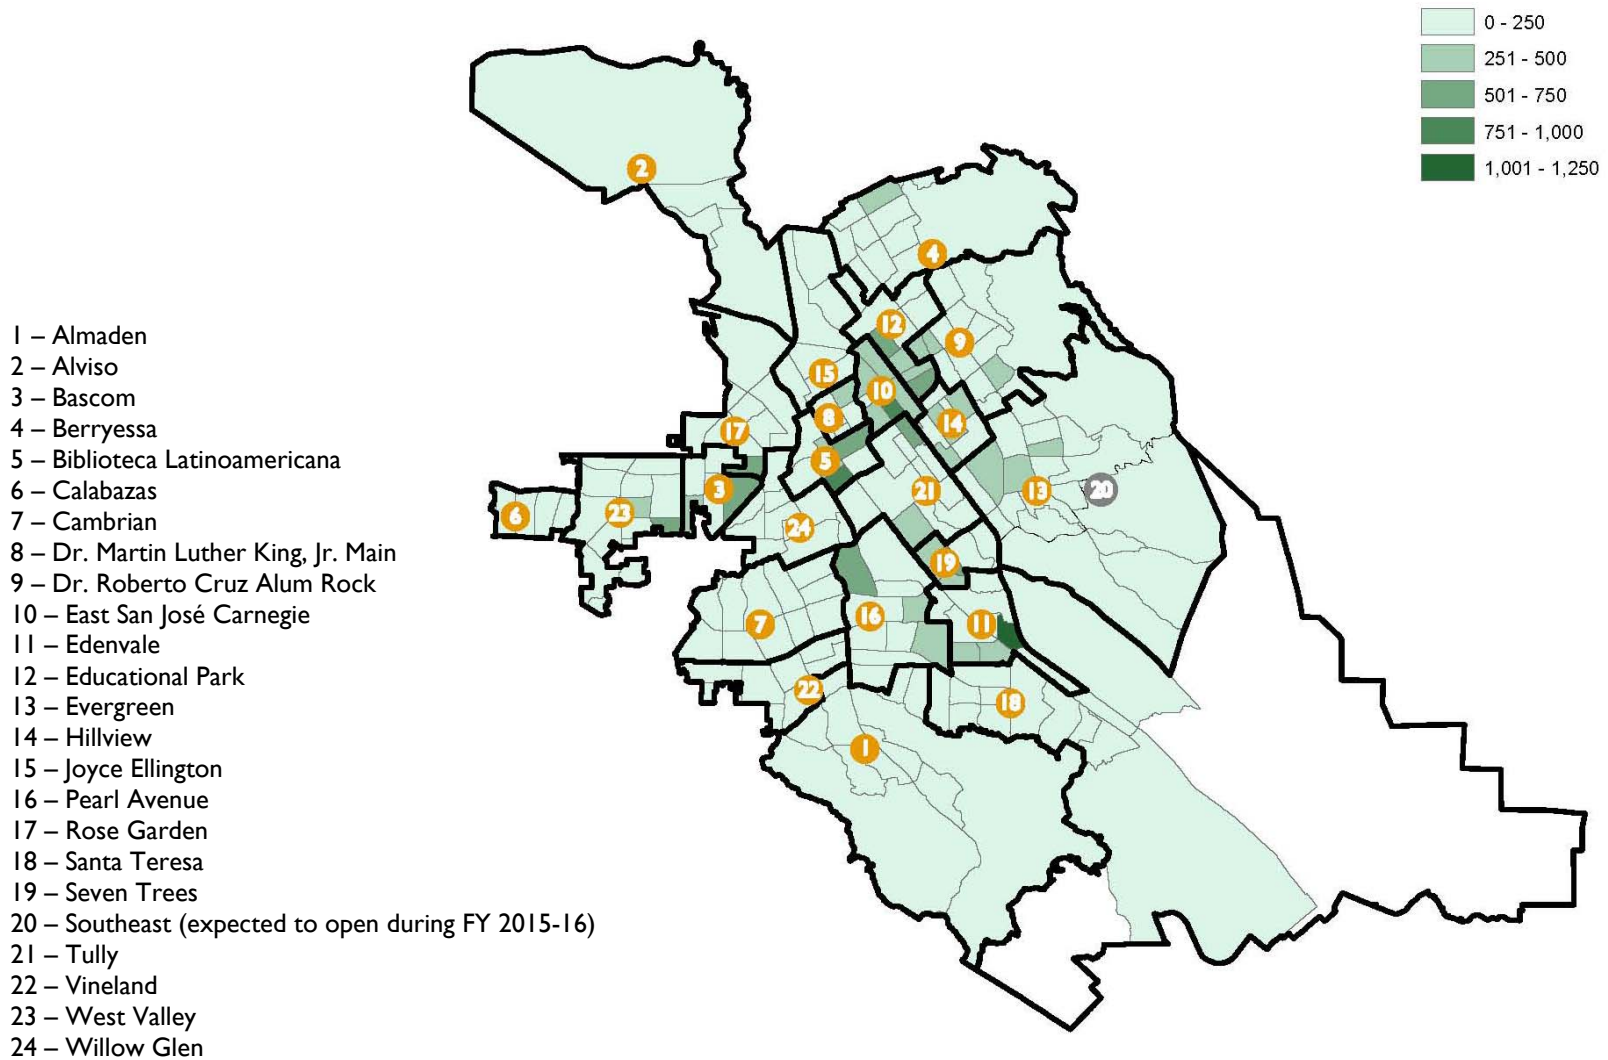 0 - 250
251 - 500
501 - 750
751 - 1,000
1,001 - 1,250
2
4
12
9
15
10
8
14
17
5
3
21
13
20
6
23
24
19
16
11
7
22
18
1
1 – Almaden
2 – Alviso
3 – Bascom
4 – Berryessa
5 – Biblioteca Latinoamericana
6 – Calabazas
7 – Cambrian
8 – Dr. Martin Luther King, Jr. Main
9 – Dr. Roberto Cruz Alum Rock
10 – East San José Carnegie
11 – Edenvale
12 – Educational Park
13 – Evergreen
14 – Hillview
15 – Joyce Ellington
16 – Pearl Avenue
17 – Rose Garden
18 – Santa Teresa
19 – Seven Trees
20 – Southeast (expected to open during FY 2015-16)
21 – Tully
22 – Vineland
23 – West Valley
24 – Willow Glen